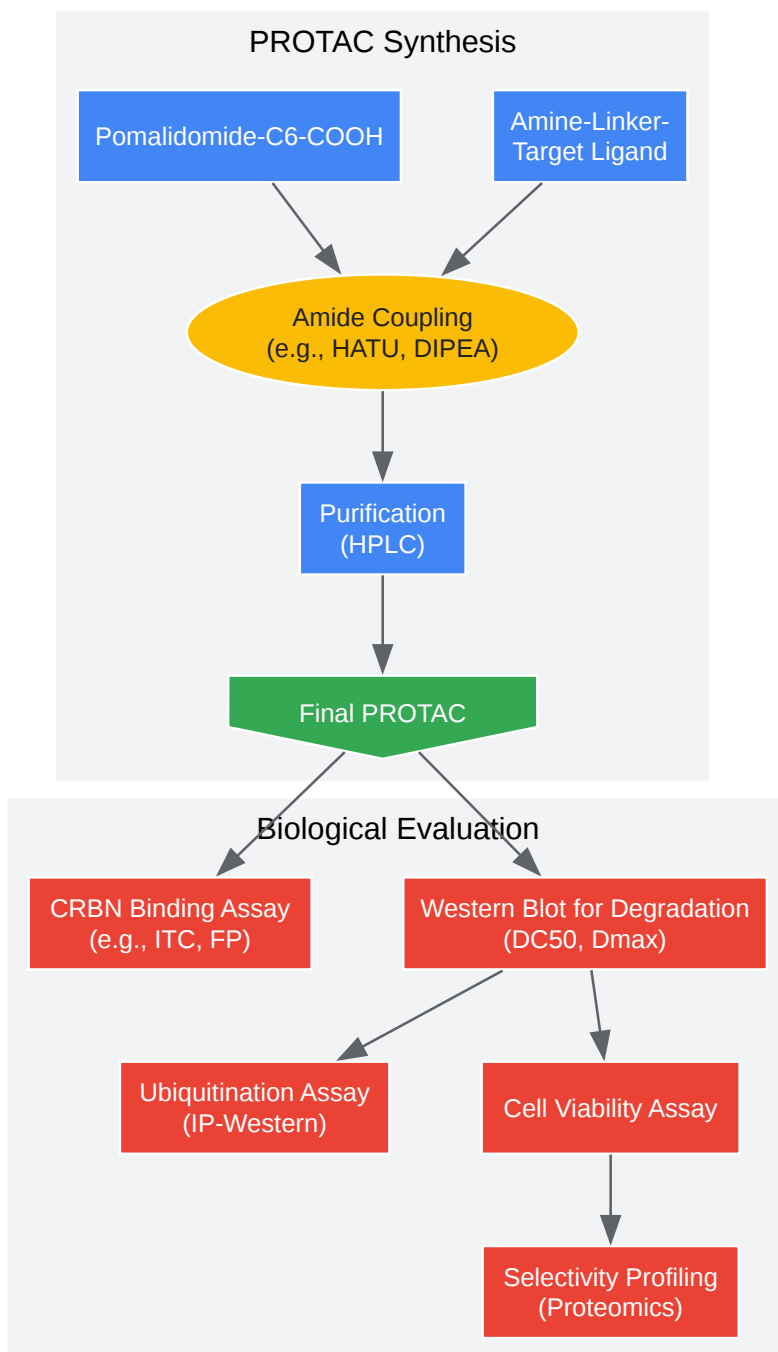 PROTAC Synthesis
Pomalidomide-C6-COOH
Amine-Linker-
Target Ligand
Amide Coupling
(e.g., HATU, DIPEA)
Purification
(HPLC)
Final PROTAC
Biological Evaluation
CRBN Binding Assay
(e.g., ITC, FP)
Western Blot for Degradation
(DC50, Dmax)
Ubiquitination Assay
(IP-Western)
Cell Viability Assay
Selectivity Profiling
(Proteomics)